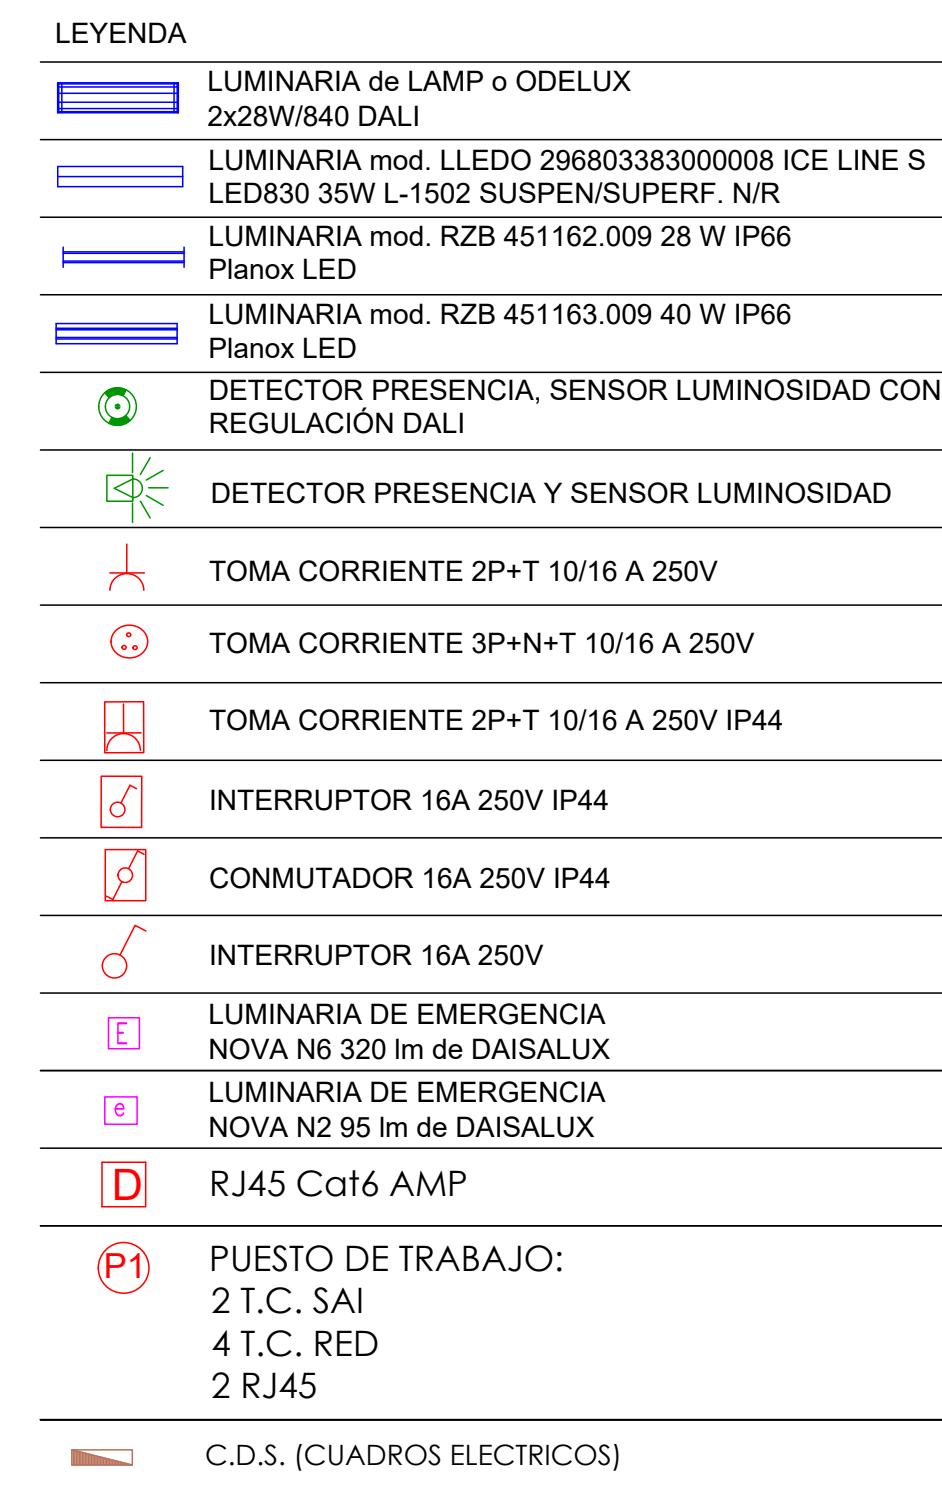 LEYENDA
LUMINARIA de LAMP o ODELUX
2x28W/840 DALI
LUMINARIA mod. LLEDO 296803383000008 ICE LINE S
LED830 35W L-1502 SUSPEN/SUPERF. N/R
LUMINARIA mod. RZB 451162.009 28 W IP66
Planox LED
LUMINARIA mod. RZB 451163.009 40 W IP66
Planox LED
DETECTOR PRESENCIA, SENSOR LUMINOSIDAD CON
REGULACIÓN DALI
DETECTOR PRESENCIA Y SENSOR LUMINOSIDAD
TOMA CORRIENTE 2P+T 10/16 A 250V
TOMA CORRIENTE 3P+N+T 10/16 A 250V
TOMA CORRIENTE 2P+T 10/16 A 250V IP44
INTERRUPTOR 16A 250V IP44
CONMUTADOR 16A 250V IP44
INTERRUPTOR 16A 250V
E LUMINARIA DE EMERGENCIA
NOVA N6 320 lm de DAISALUX
e LUMINARIA DE EMERGENCIA
NOVA N2 95 lm de DAISALUX
D RJ45 Cat6 AMP
P1 PUESTO DE TRABAJO:
2 T.C. SAI
4 T.C. RED
2 RJ45
C.D.S. (CUADROS ELECTRICOS)